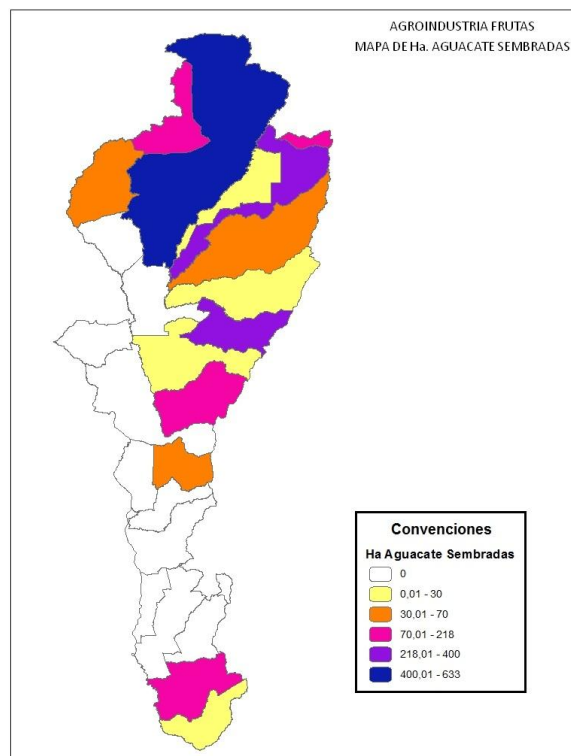 AGROINDUSTRIA FRUTAS
MAPA DE Ha. AGUACATE SEMBRADAS
Convenciones
Ha Aguacate Sembradas
0
0,01 - 30
30,01 - 70
70,01 - 218
218,01 - 400
400,01 - 633